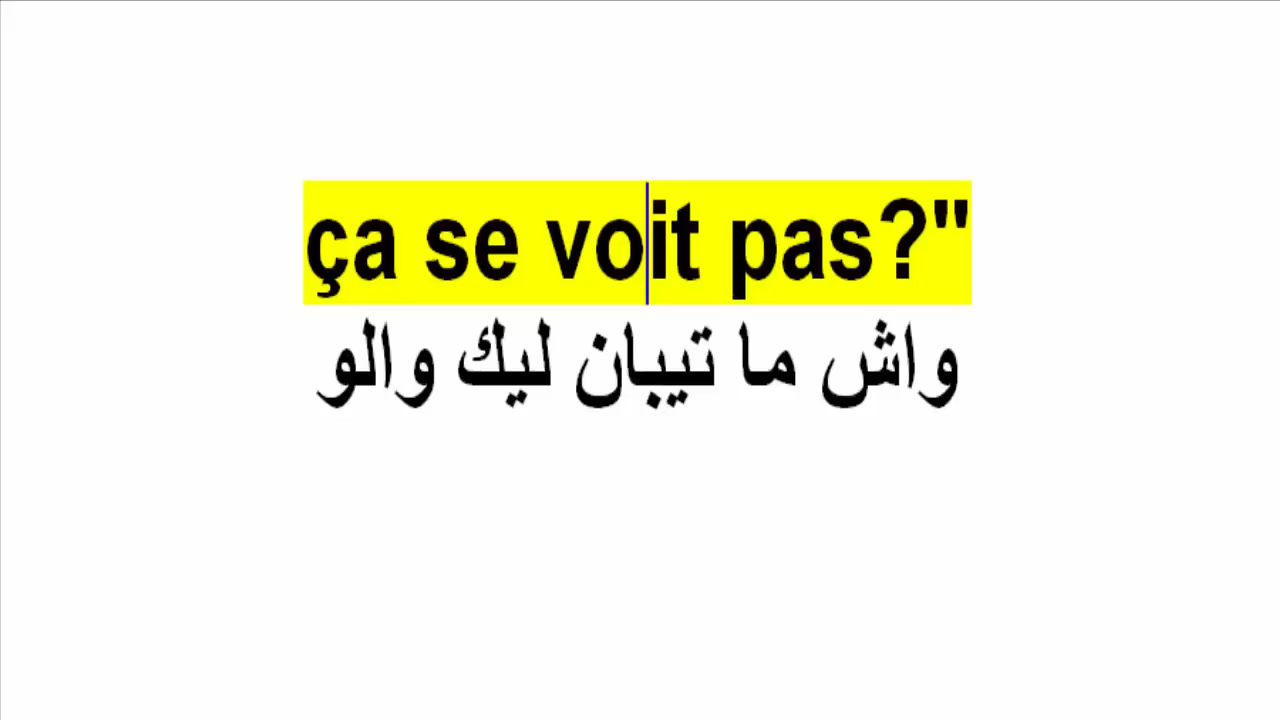 ça se voit pas?"
واش ما تيبان ليك والو